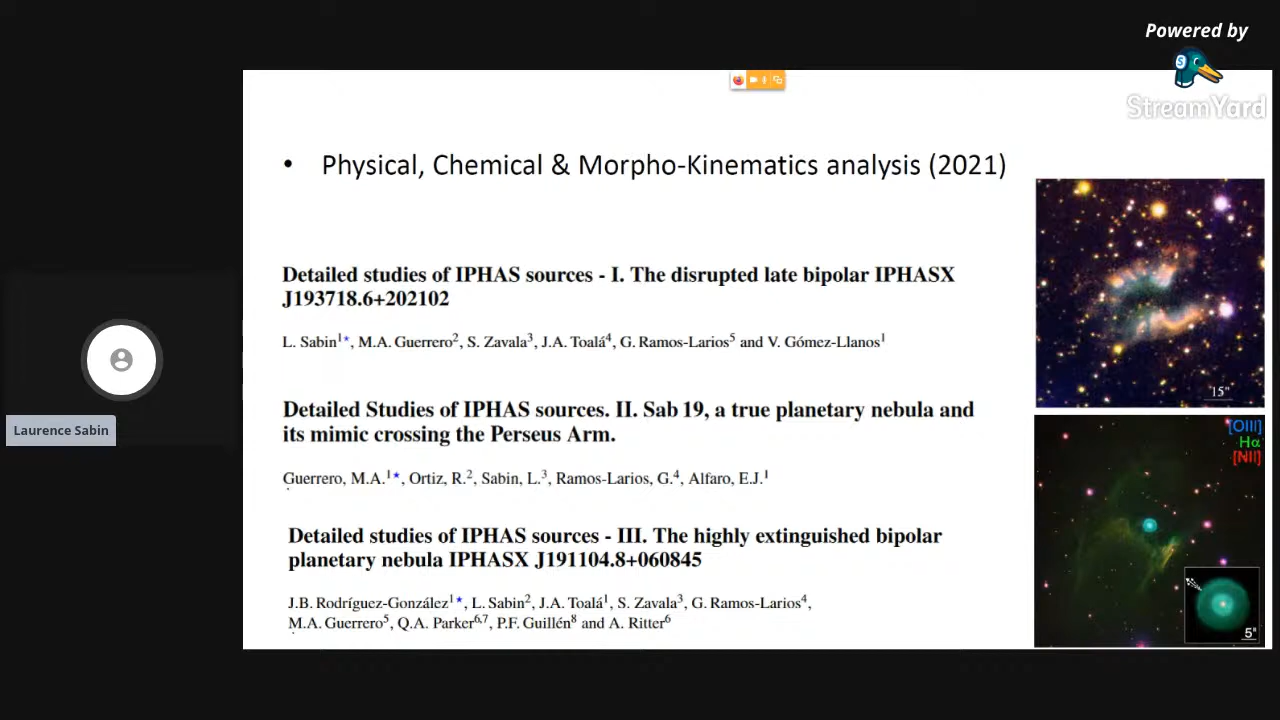 Powered by
StreamYard
• Physical, Chemical & Morpho-Kinematics analysis (2021)
Detailed studies of IPHAS sources - I. The disrupted late bipolar IPHASX
J193718.6+202102
L. Sabin¹*, M.A. Guerrero², S. Zavala³, J.A. Toalá⁴, G. Ramos-Larios⁵ and V. Gómez-Llanos¹
15"
Detailed Studies of IPHAS sources. II. Sab 19, a true planetary nebula and
its mimic crossing the Perseus Arm.
Guerrero, M.A.¹*, Ortiz, R.², Sabin, L.³, Ramos-Larios, G.⁴, Alfaro, E.J.¹
[OIII]
Hα
[NII]
5"
Detailed studies of IPHAS sources - III. The highly extinguished bipolar
planetary nebula IPHASX J191104.8+060845
J.B. Rodríguez-González¹*, L. Sabin², J.A. Toalá¹, S. Zavala³, G. Ramos-Larios⁴,
M.A. Guerrero⁵, Q.A. Parker⁶,⁷, P.F. Guillén⁸ and A. Ritter⁶
Laurence Sabin